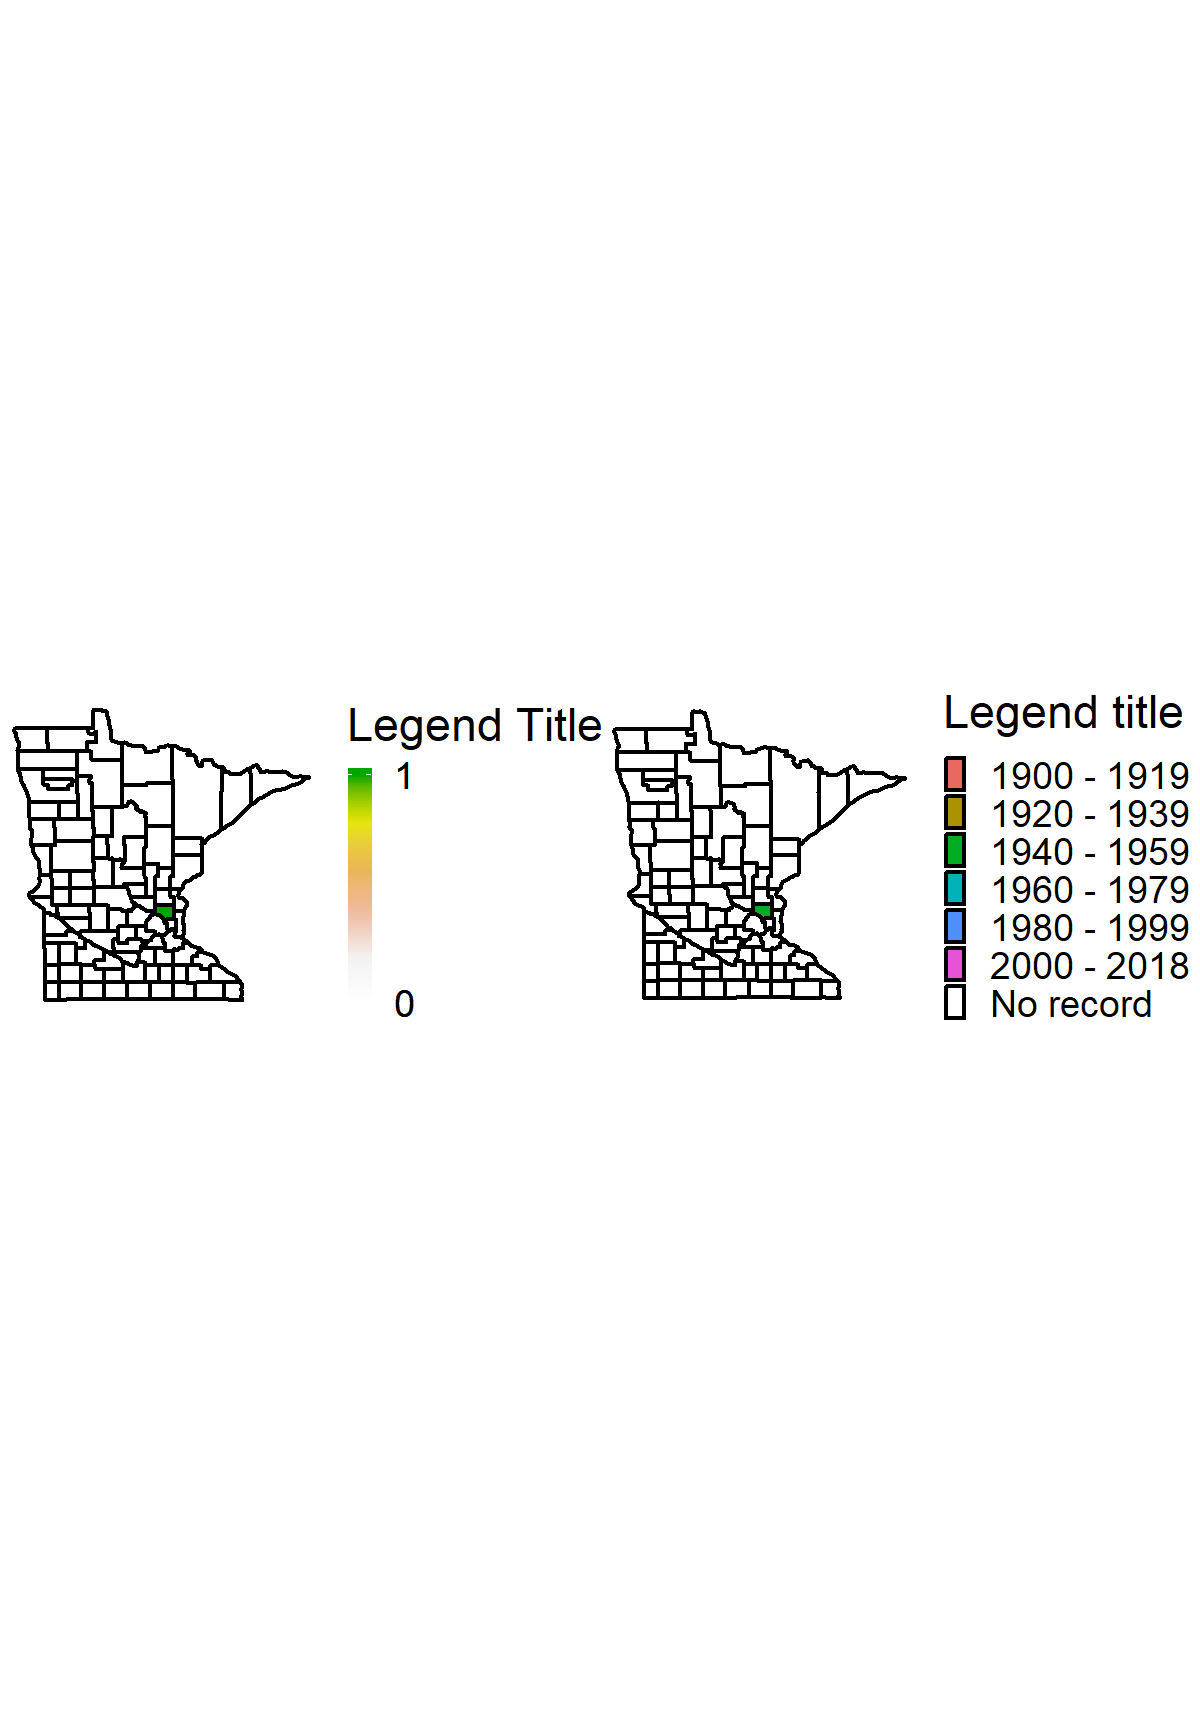 Legend Title
1
0
Legend title
1900 - 1919
1920 - 1939
1940 - 1959
1960 - 1979
1980 - 1999
2000 - 2018
No record